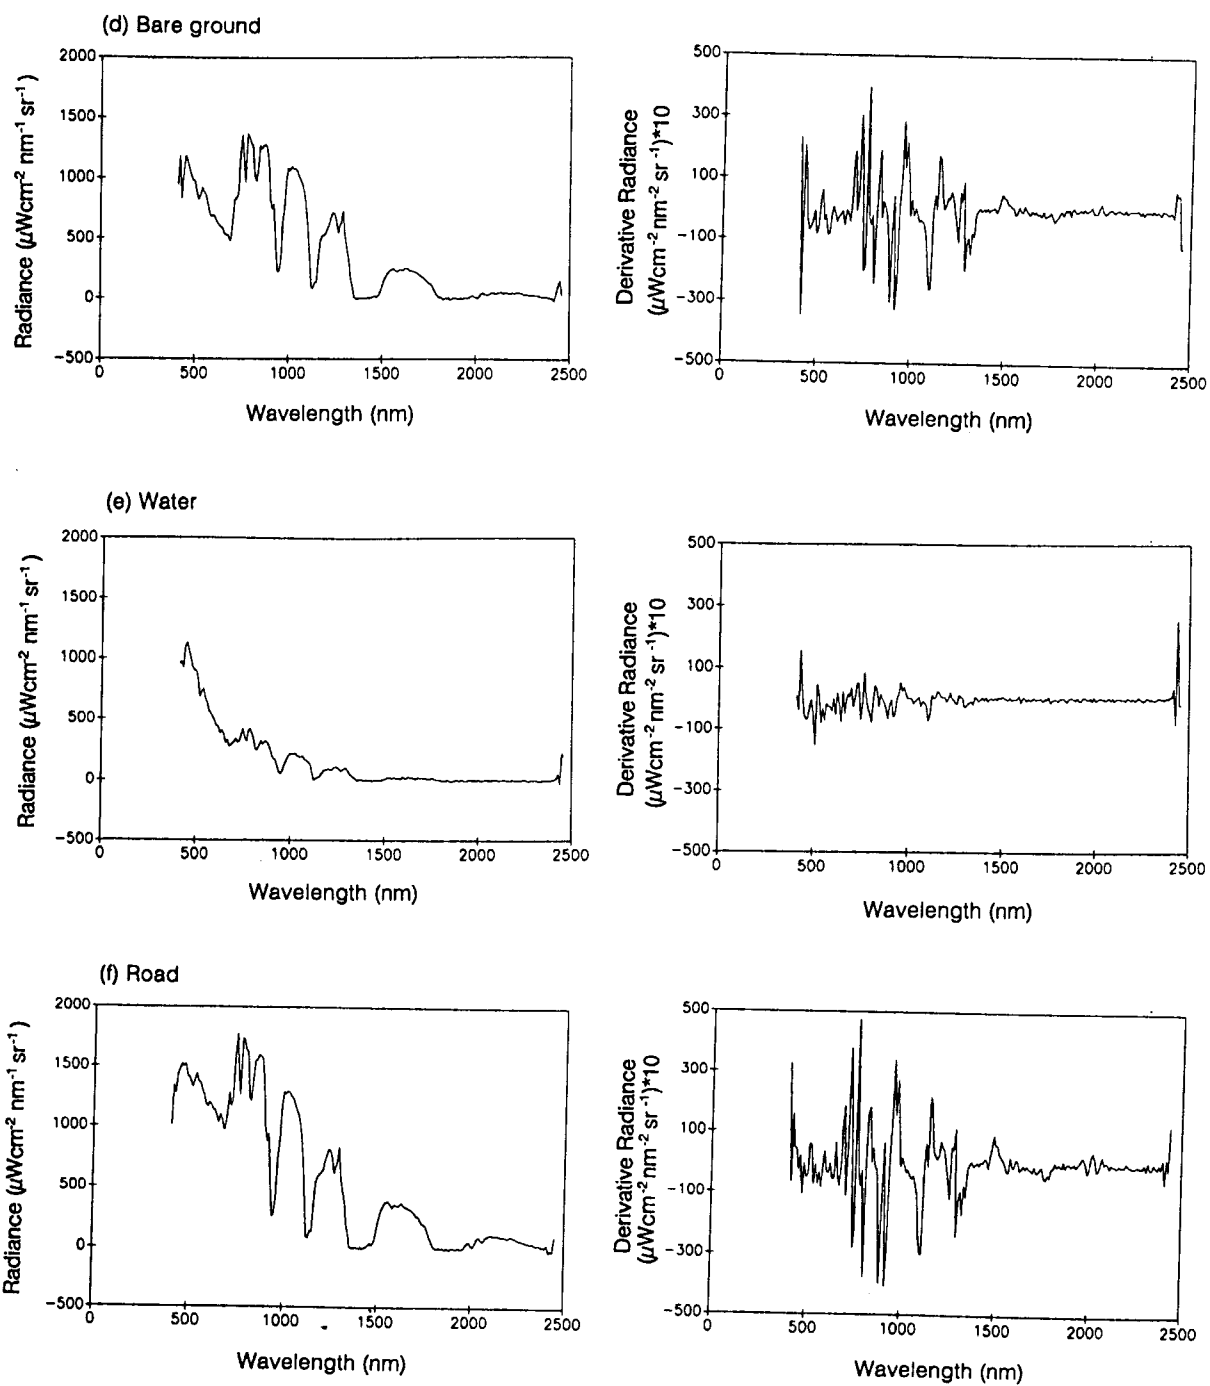 (d) Bare ground
Radiance (μWcm⁻² nm⁻¹ sr⁻¹)
2000
1500
1000
500
0
−500
0 500 1000 1500 2000 2500
Wavelength (nm)
Derivative Radiance
(μWcm⁻² nm⁻² sr⁻¹)*10
500
300
100
−100
−300
−500
0 500 1000 1500 2000 2500
Wavelength (nm)
(e) Water
Radiance (μWcm⁻² nm⁻¹ sr⁻¹)
2000
1500
1000
500
0
−500
0 500 1000 1500 2000 2500
Wavelength (nm)
Derivative Radiance
(μWcm⁻² nm⁻² sr⁻¹)*10
500
300
100
−100
−300
−500
0 500 1000 1500 2000 2500
Wavelength (nm)
(f) Road
Radiance (μWcm⁻² nm⁻¹ sr⁻¹)
2000
1500
1000
500
0
−500
0 500 1000 1500 2000 2500
Wavelength (nm)
Derivative Radiance
(μWcm⁻² nm⁻² sr⁻¹)*10
500
300
100
−100
−300
−500
0 500 1000 1500 2000 2500
Wavelength (nm)